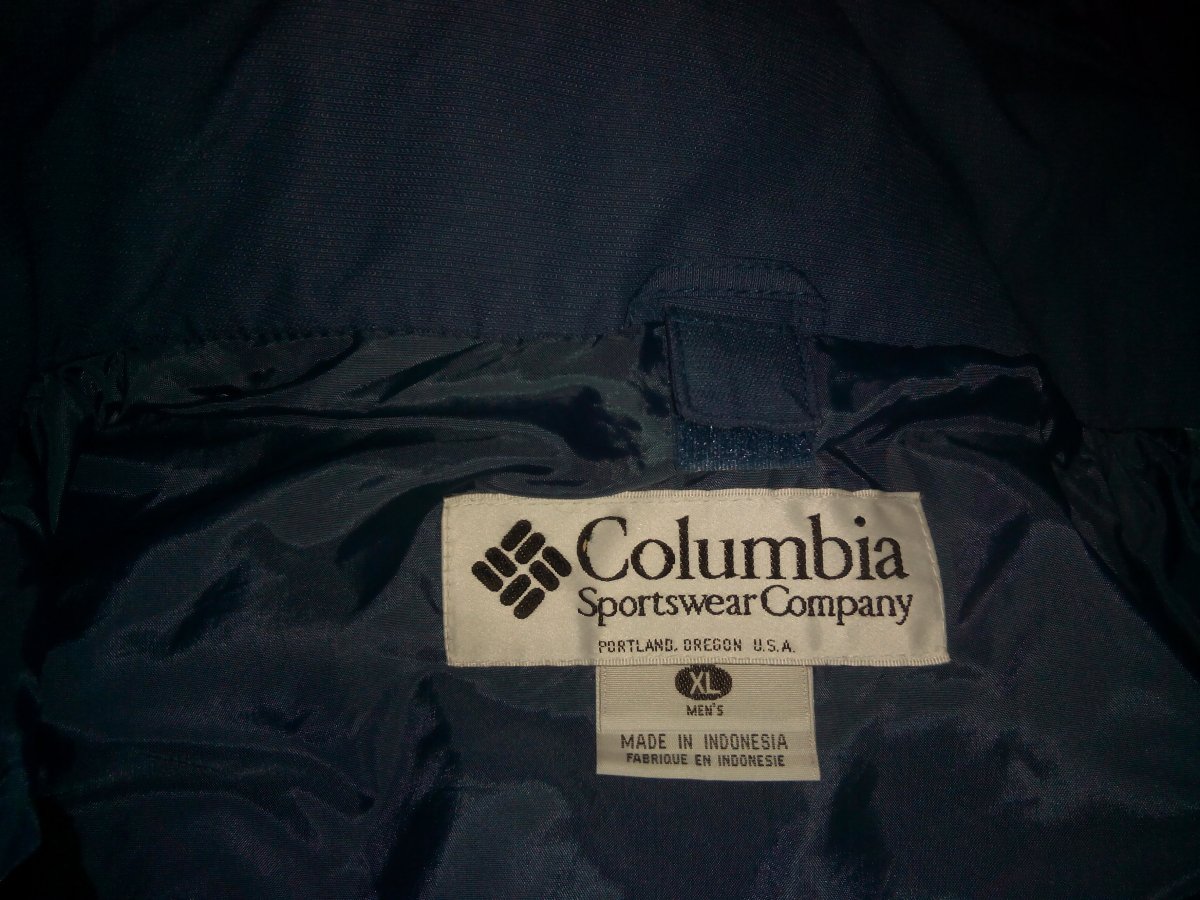 Columbia
Sportswear Company
PORTLAND, OREGON U.S.A.
XL
MEN'S
MADE IN INDONESIA
FABRIQUE EN INDONESIE